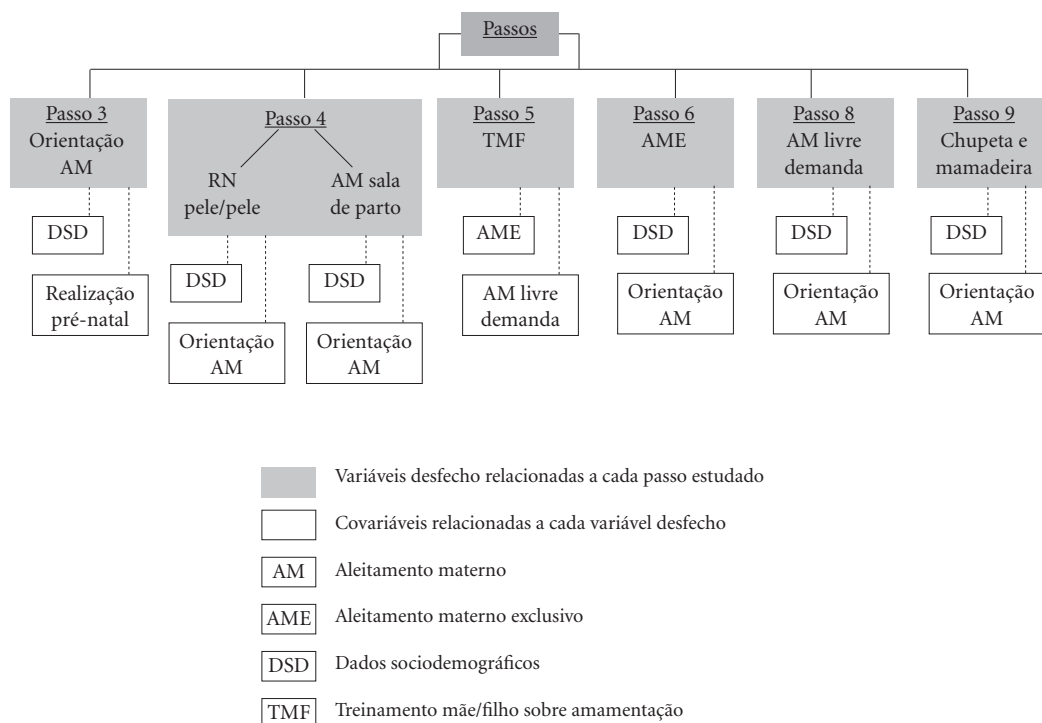 Passos
Passo 3
Orientação
AM
DSD
Realização
pré-natal
Passo 4
RN
pele/pele
DSD
Orientação
AM
AM sala
de parto
DSD
Orientação
AM
Passo 5
TMF
AME
AM livre
demanda
Passo 6
AME
DSD
Orientação
AM
Passo 8
AM livre
demanda
DSD
Orientação
AM
Passo 9
Chupeta e
mamadeira
DSD
Orientação
AM
Variáveis desfecho relacionadas a cada passo estudado
Covariáveis relacionadas a cada variável desfecho
AM Aleitamento materno
AME Aleitamento materno exclusivo
DSD Dados sociodemográficos
TMF Treinamento mãe/filho sobre amamentação